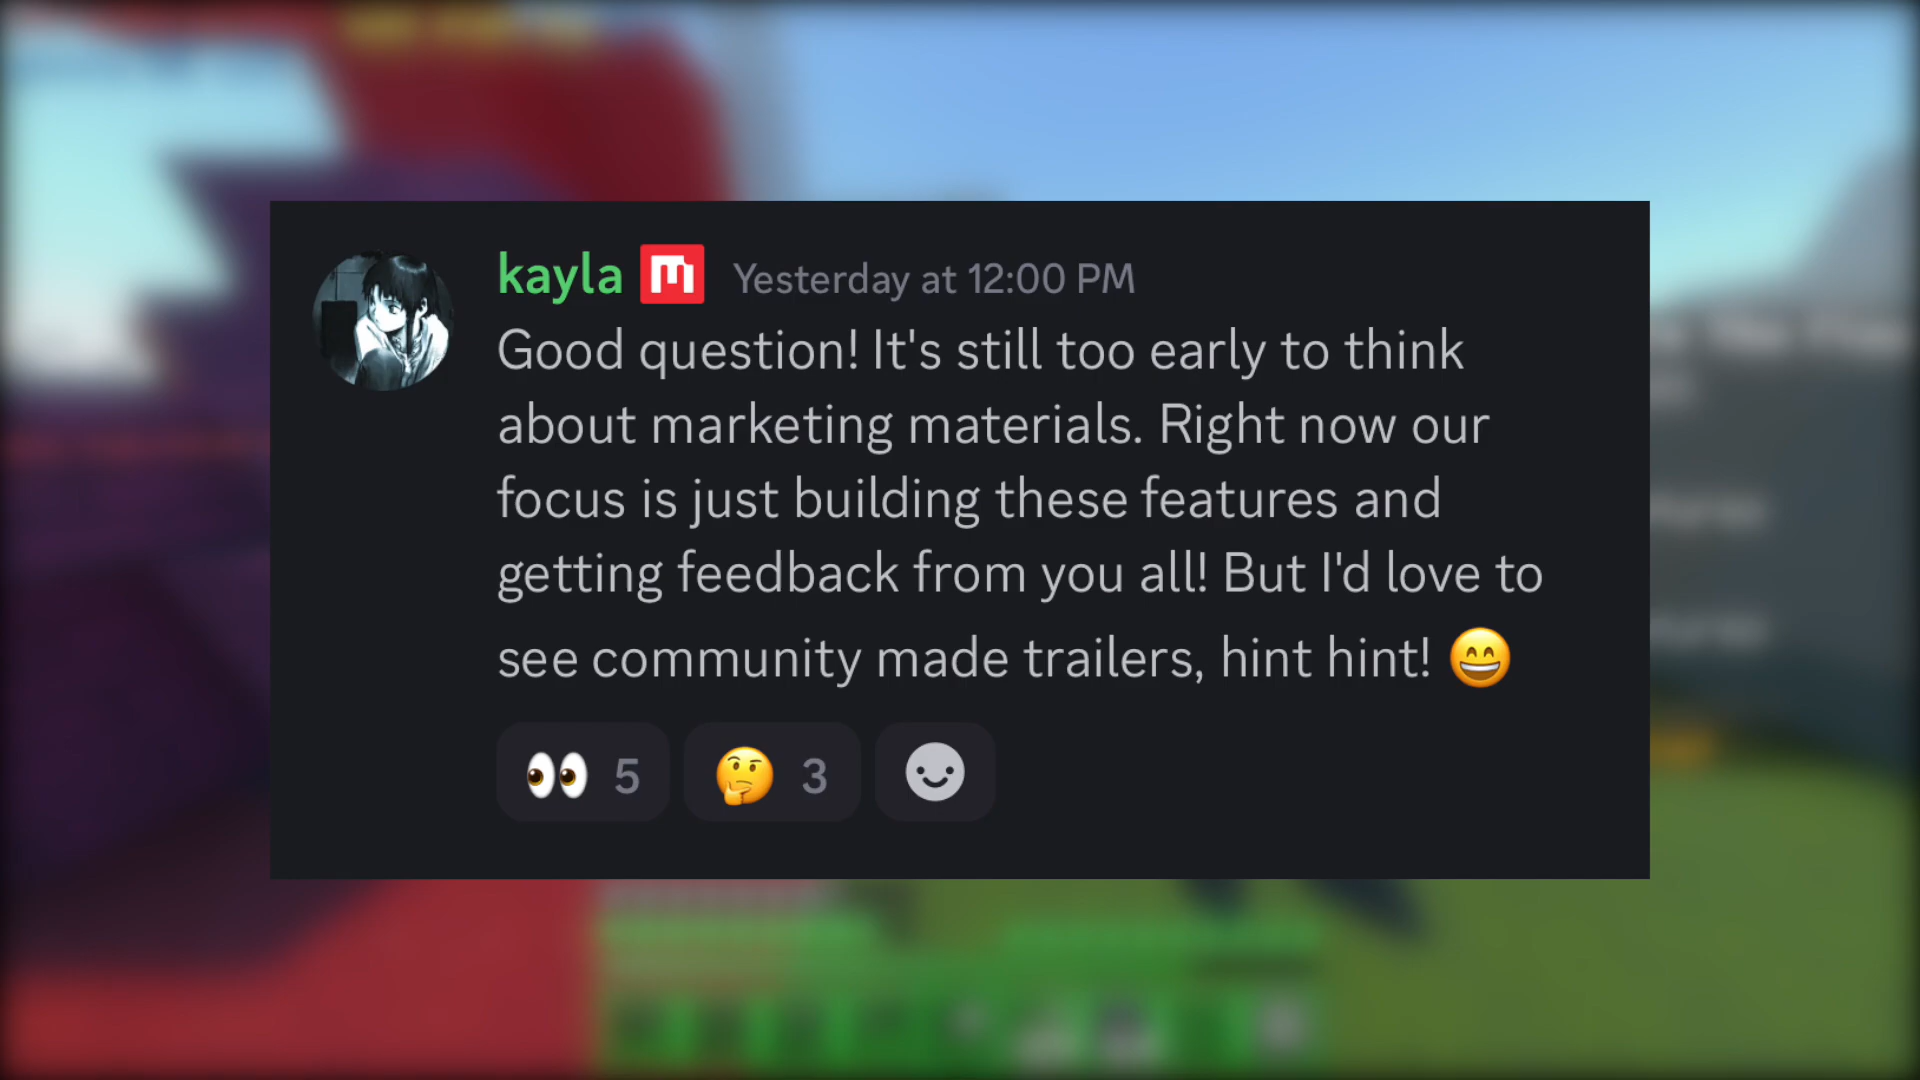 kayla Yesterday at 12:00 PM
Good question! It's still too early to think
about marketing materials. Right now our
focus is just building these features and
getting feedback from you all! But I'd love to
see community made trailers, hint hint! 😄
👀 5 🤔 3